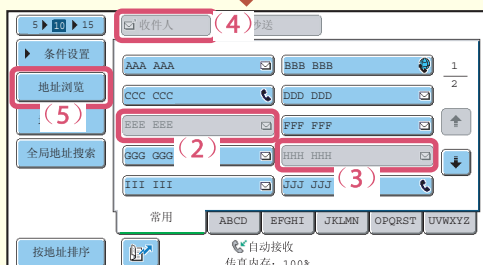 5 10 15
收件人
(4)
送
条件设置
地址浏览
(5)
全局地址搜索
按地址排序
AAA AAA
BBB BBB
CCC CCC
DDD DDD
EEE EEE
FFF FFF
(2)
GGG GGG
HHH HHH
(3)
III III
JJJ JJJ
1
2
常用
ABCD
EFGHI
JKLMN
OPQRST
UVWXYZ
自动接收
传真内存: 100%